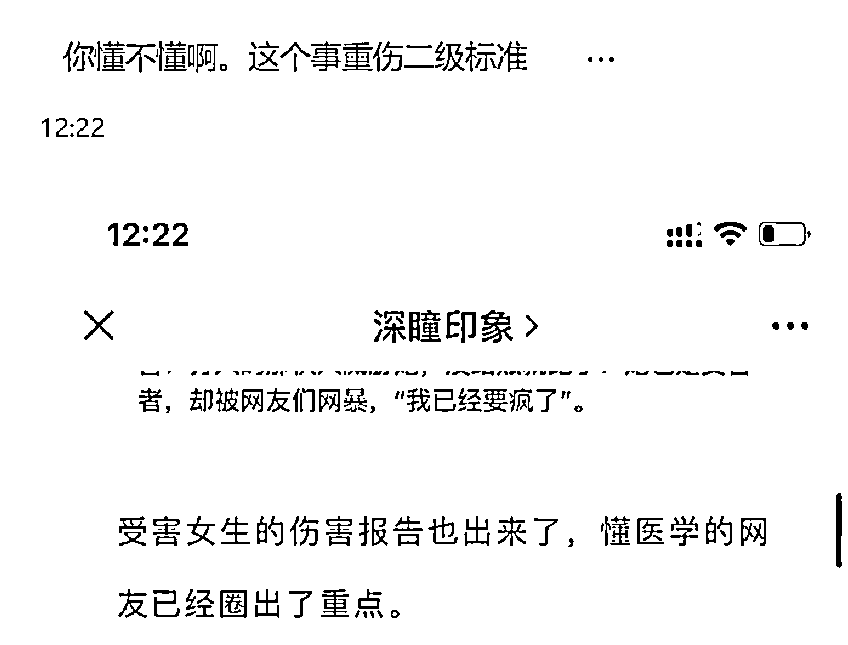 你懂不懂啊。这个事重伤二级标准
12:22
12:22
深瞳印象
者，却被网友们网暴，“我已经要疯了”。
受害女生的伤害报告也出来了，懂医学的网
友已经圈出了重点。